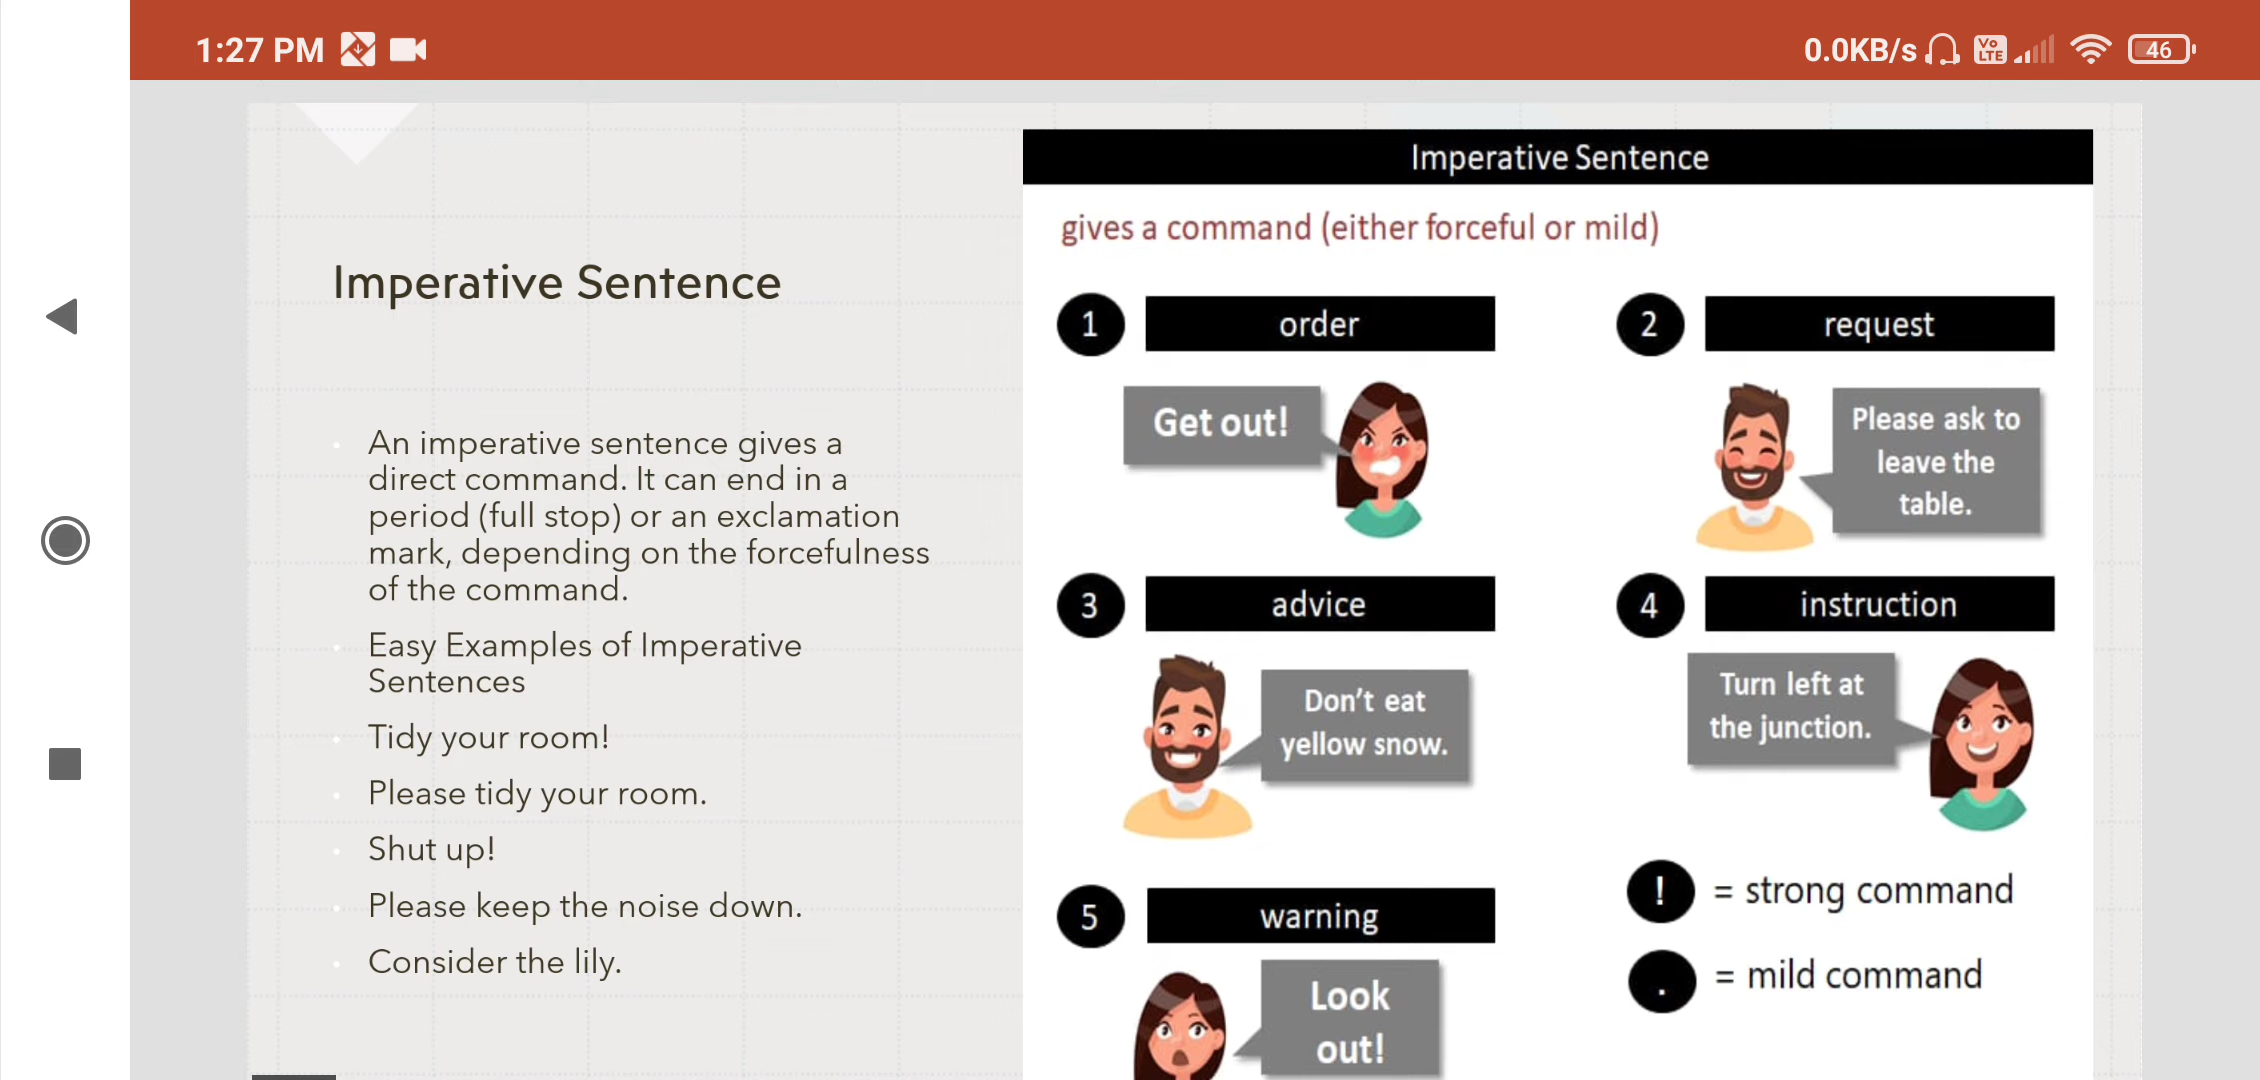 1:27 PM
0.0KB/s
Vo
LTE
46
Imperative Sentence
An imperative sentence gives a
direct command. It can end in a
period (full stop) or an exclamation
mark, depending on the forcefulness
of the command.
Easy Examples of Imperative
Sentences
Tidy your room!
Please tidy your room.
Shut up!
Please keep the noise down.
Consider the lily.
Imperative Sentence
gives a command (either forceful or mild)
1
order
Get out!
2
request
Please ask to
leave the
table.
3
advice
Don't eat
yellow snow.
4
instruction
Turn left at
the junction.
5
warning
Look
out!
! = strong command
. = mild command